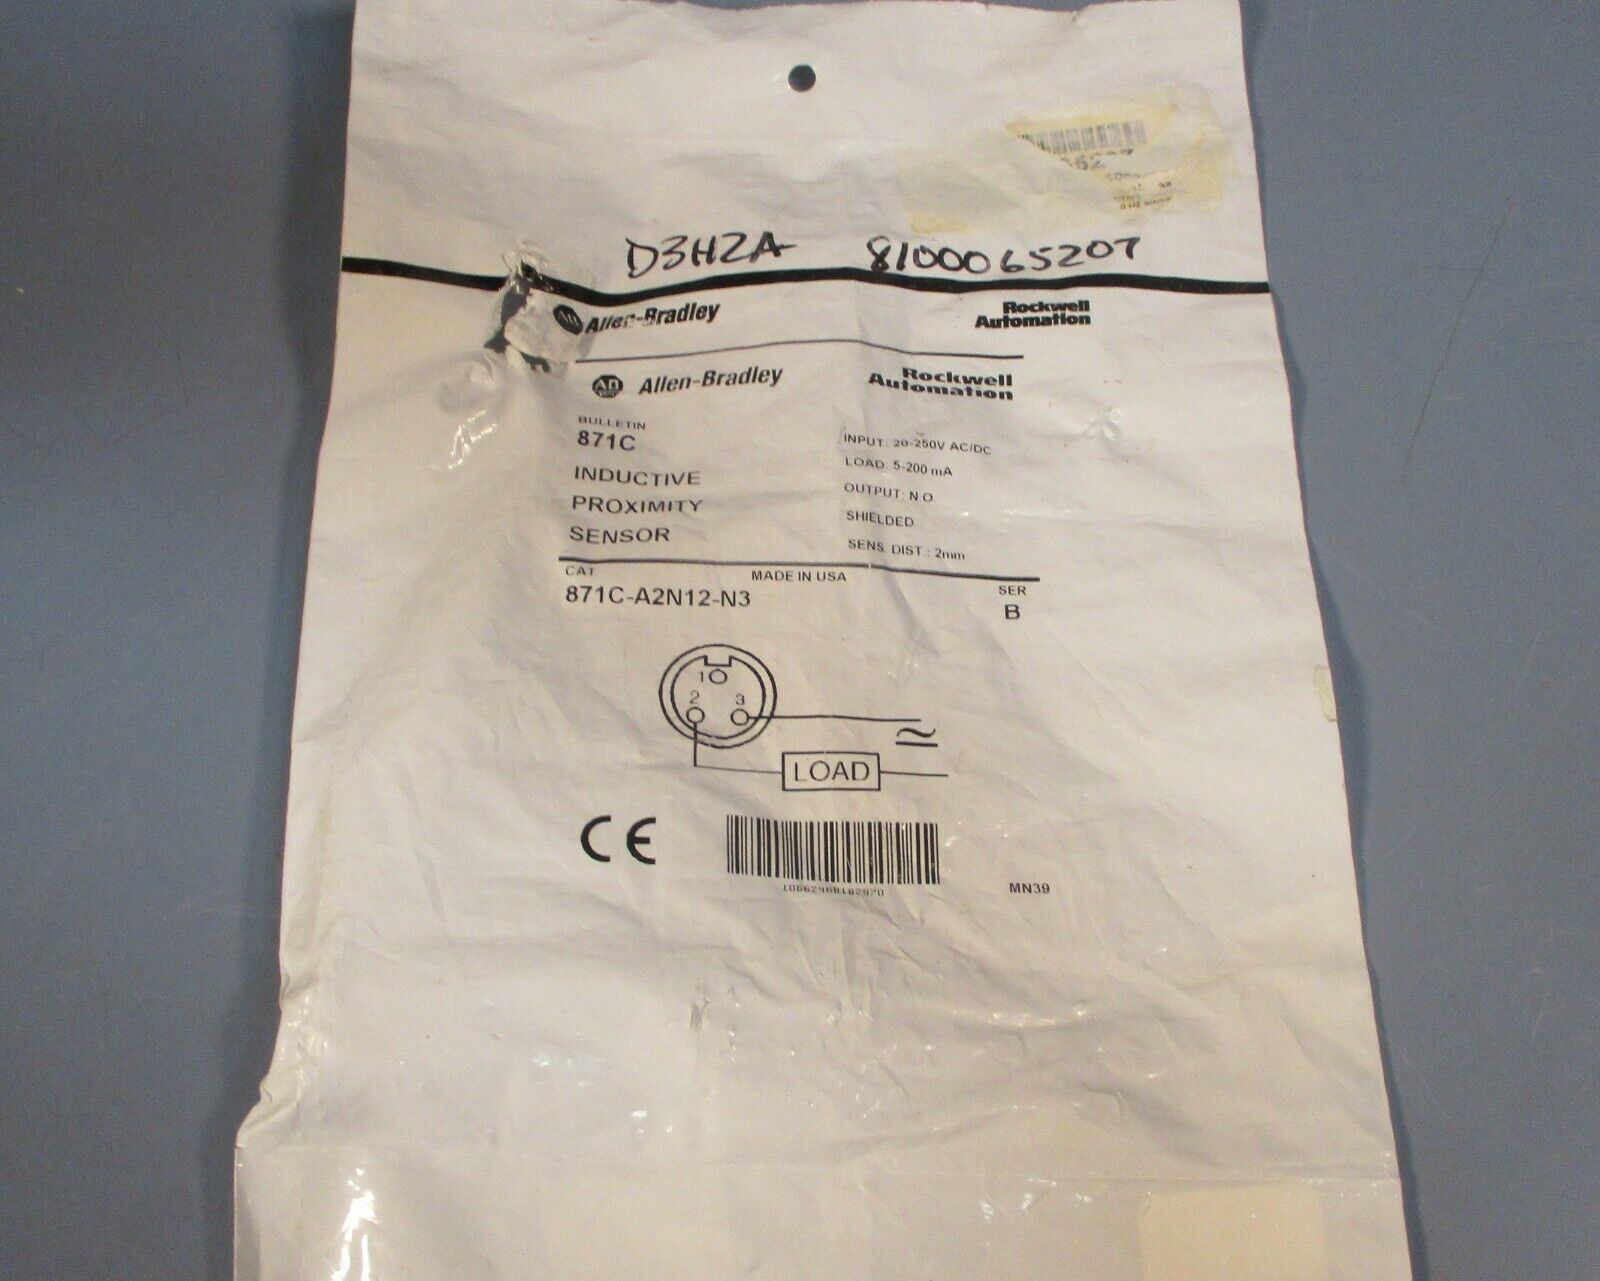 D3H2A 8100065207
Allen-Bradley
Rockwell
Automation
Allen-Bradley
Rockwell
Automation
BULLETIN
871C
INDUCTIVE
PROXIMITY
SENSOR
INPUT: 20-250V AC/DC
LOAD: 5-200 mA
OUTPUT: N.O.
SHIELDED
SENS. DIST.: 2mm
CAT
871C-A2N12-N3
MADE IN USA
SER
B
1
2 3
LOAD
CE
MN39